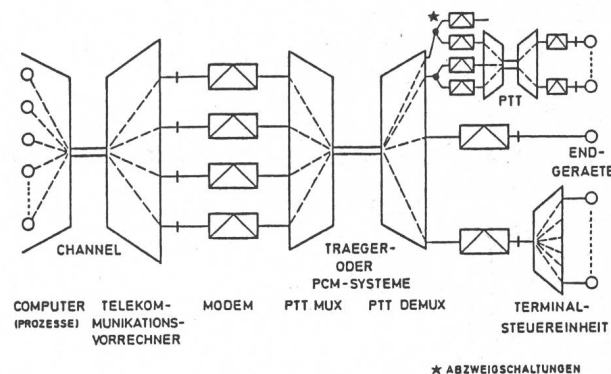 ★
PTT
END-
GERAETE
CHANNEL
TRAEGER-
ODER
PCM-SYSTEME
COMPUTER
(PROZESSE)
TELEKOM-
MUNIKATIONS-
VORRECHNER
MODEM
PTT MUX
PTT DEMUX
TERMINAL-
STEUEREINHEIT
★ ABZWEIGSCHALTUNGEN